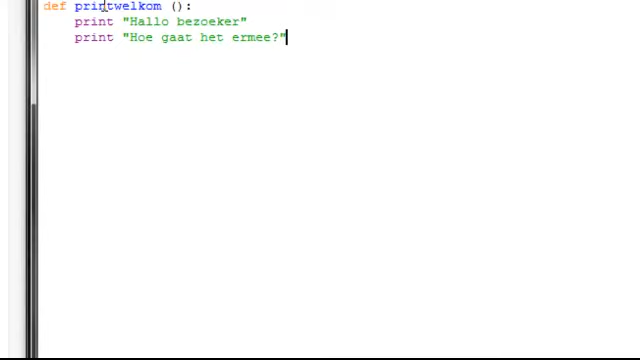 def printwelkom ():
print "Hallo bezoeker"
print "Hoe gaat het ermee?"